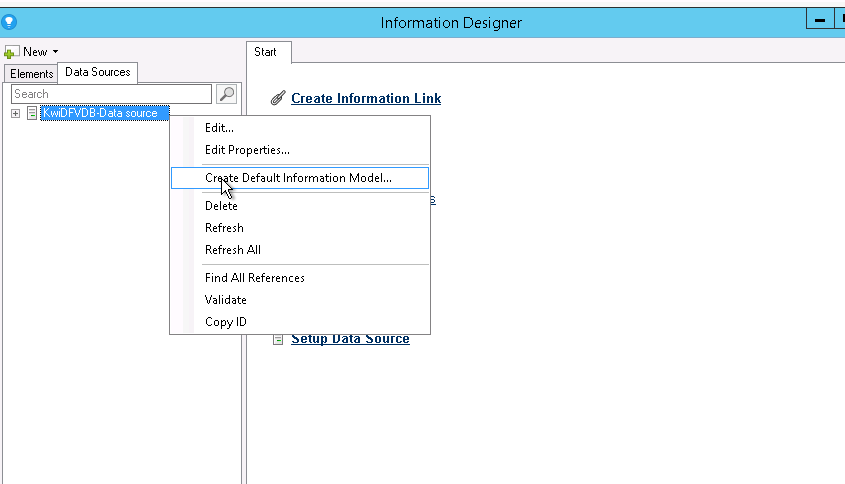 Information Designer
New
Elements
Data Sources
Start
Search
KwiDFVDB-Data source
Create Information Link
Edit...
Edit Properties...
Create Default Information Model...
s
Delete
Refresh
Refresh All
Find All References
Validate
Copy ID
Setup Data Source